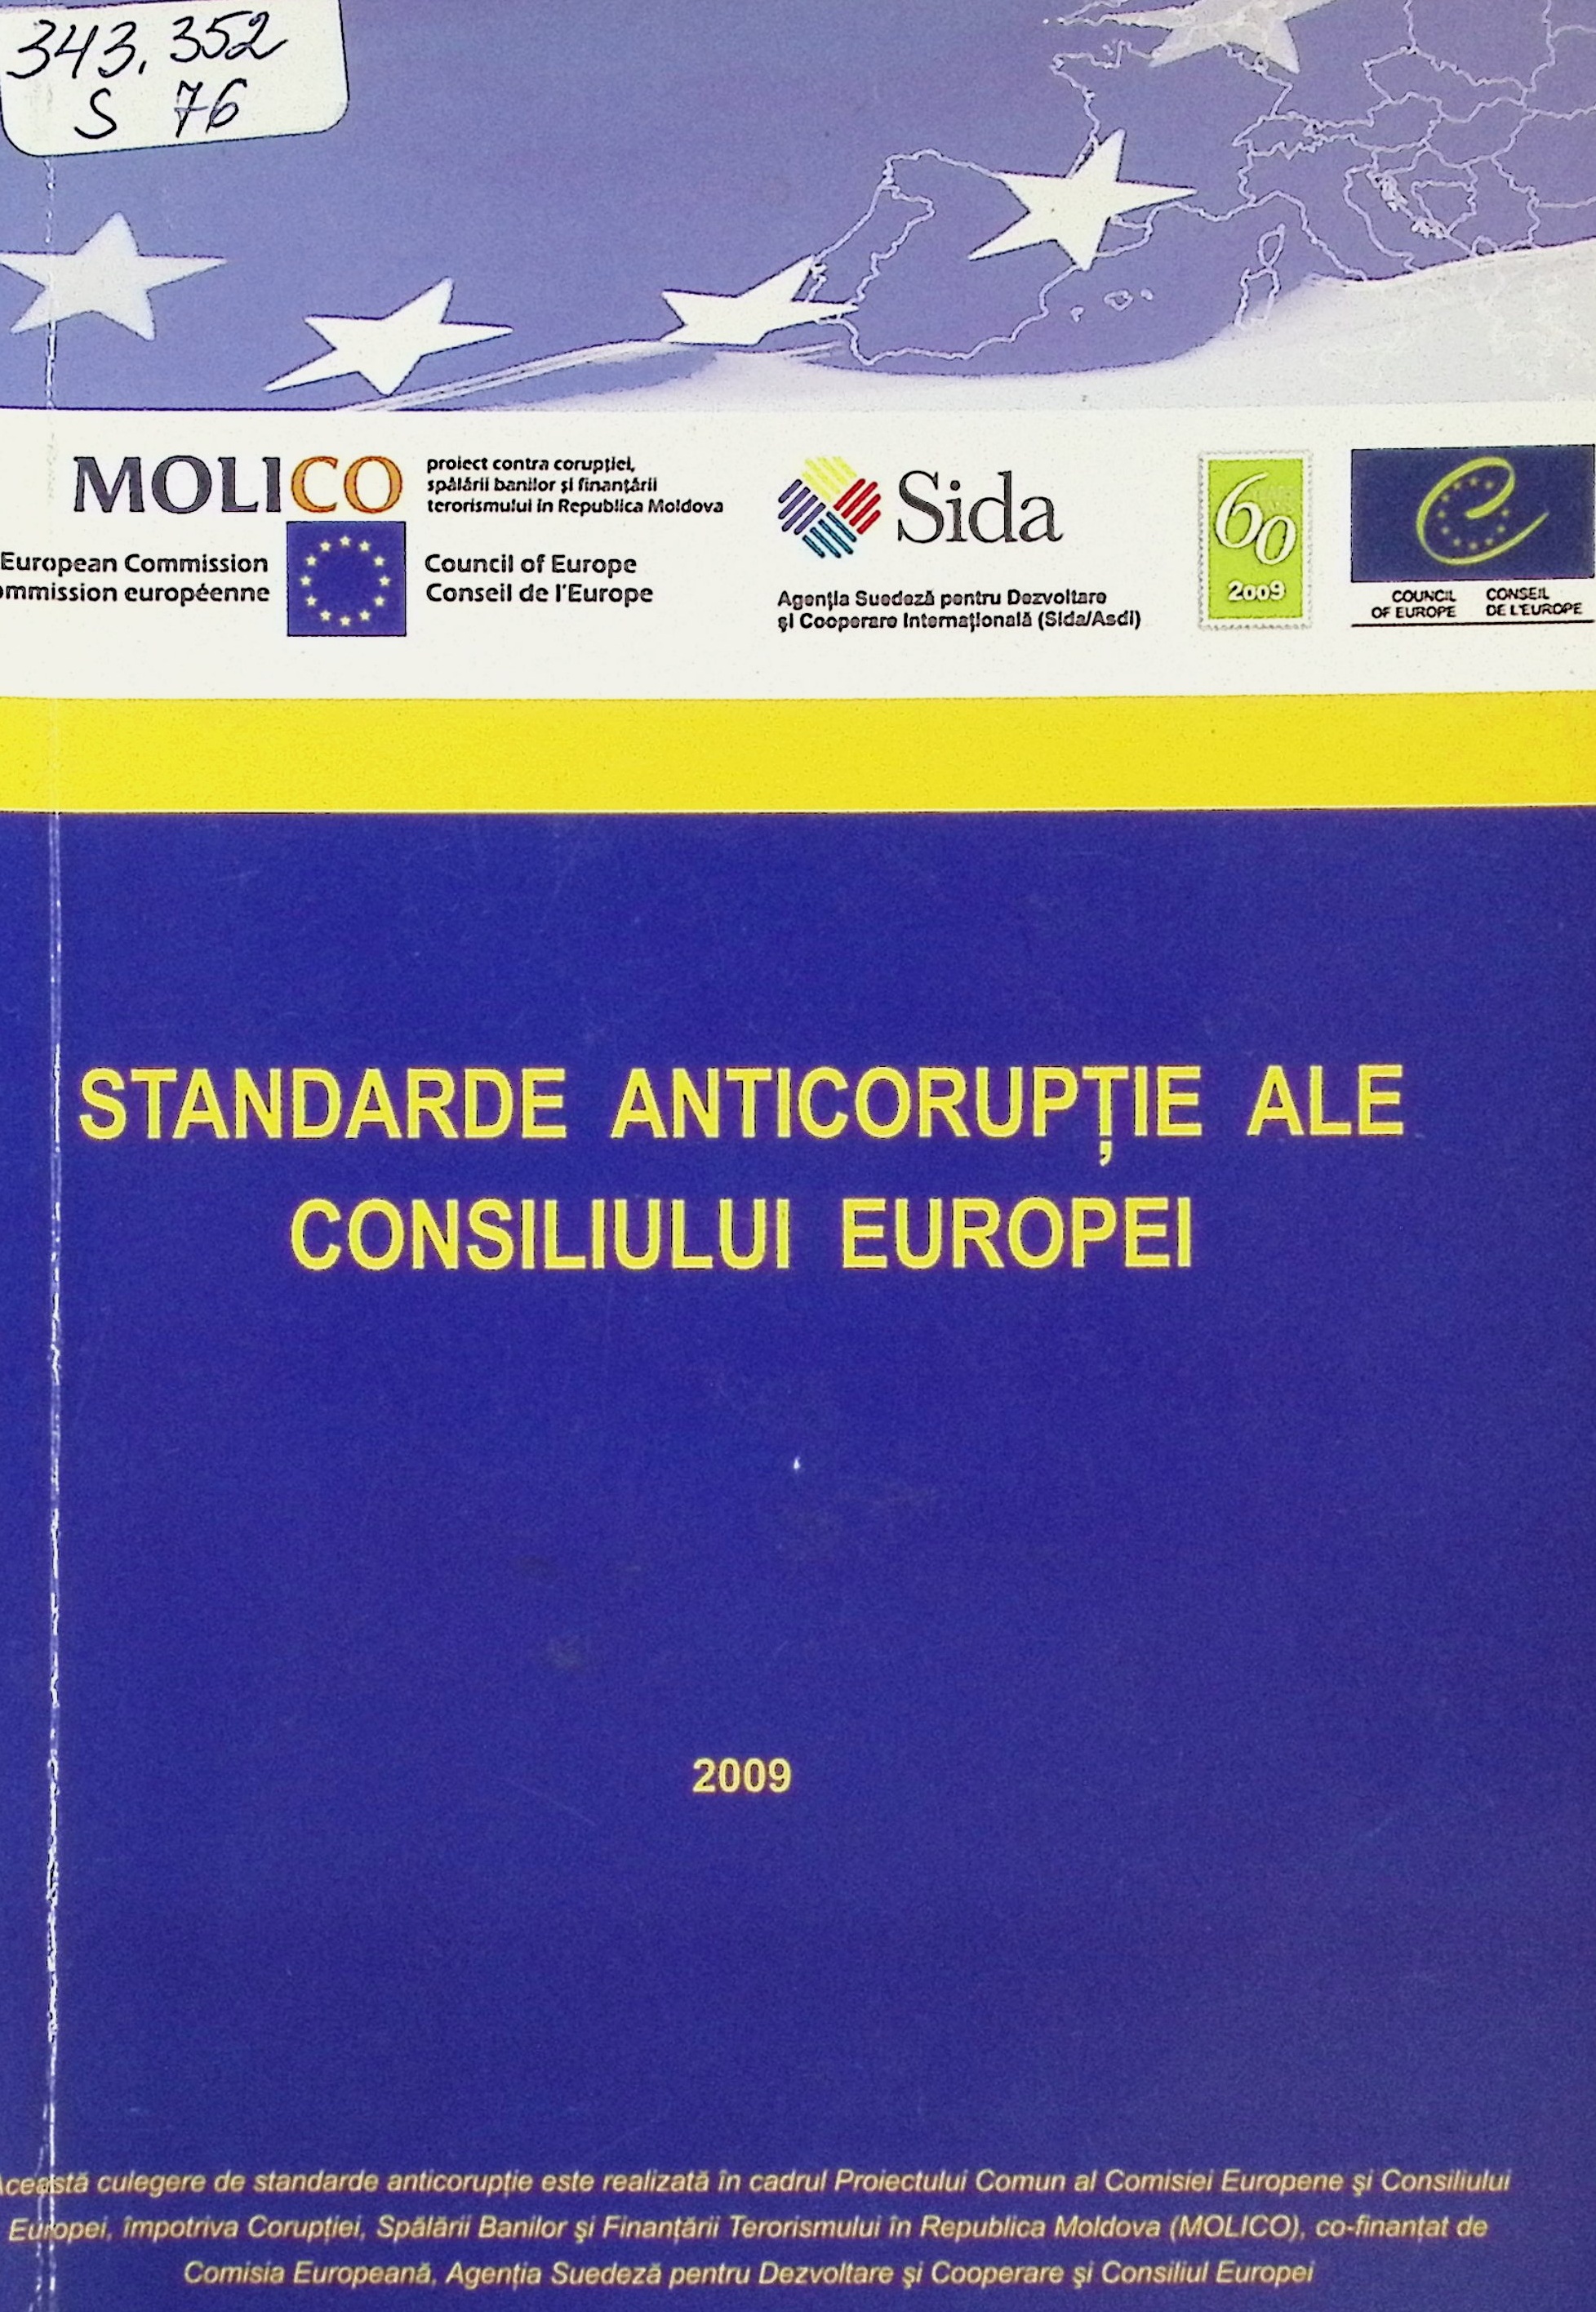 343.352
S 76
MOLICO
proiect contra corupției,
spălării banilor și finanțării
terorismului în Republica Moldova
European Commission
mmission européenne
Council of Europe
Conseil de l'Europe
Sida
Agenția Suedeză pentru Dezvoltare
și Cooperare Internațională (Sida/Asdi)
60
2009
COUNCIL
OF EUROPE
CONSEIL
DE L'EUROPE
STANDARDE ANTICORUPȚIE ALE
CONSILIULUI EUROPEI
2009
Această culegere de standarde anticorupție este realizată în cadrul Proiectului Comun al Comisiei Europene și Consiliului
Europei, împotriva Corupției, Spălării Banilor și Finanțării Terorismului în Republica Moldova (MOLICO), co-finanțat de
Comisia Europeană, Agenția Suedeză pentru Dezvoltare și Cooperare și Consiliul Europei